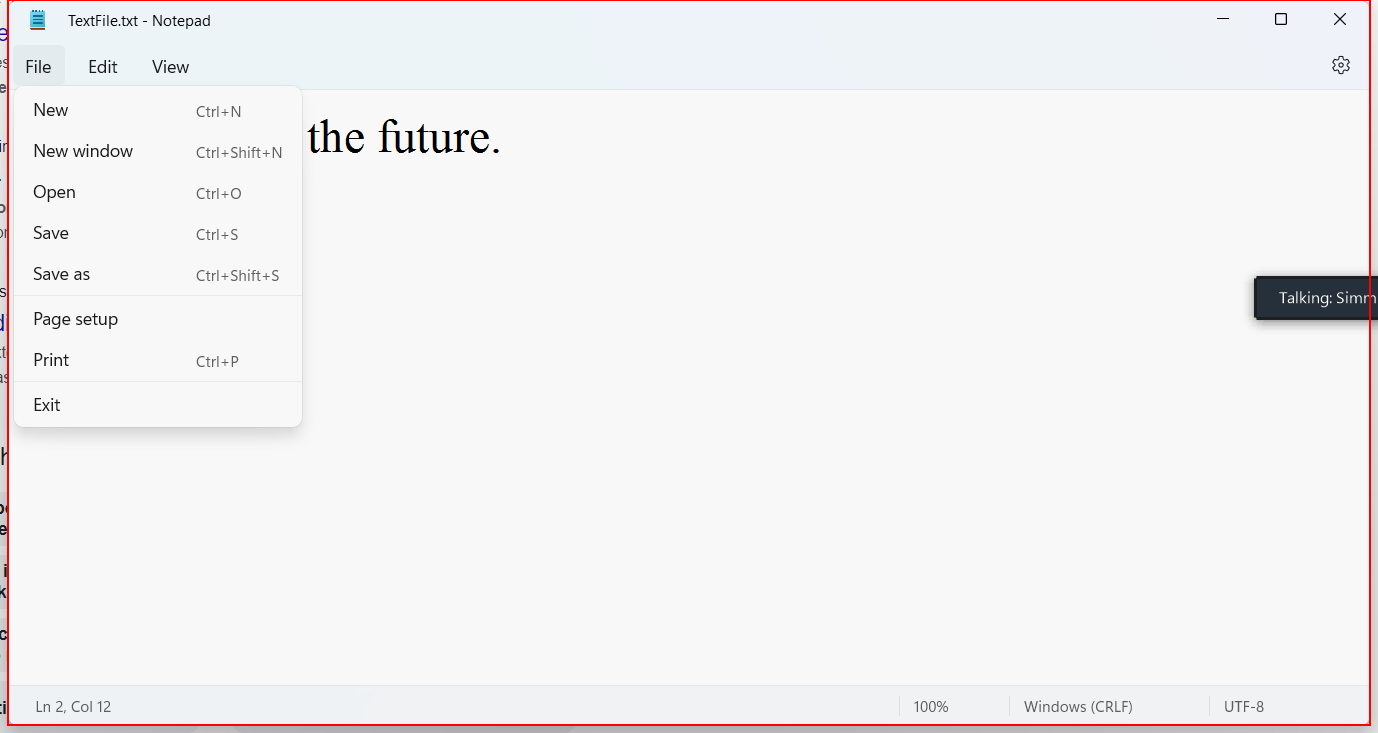 TextFile.txt - Notepad
File Edit View
New Ctrl+N
the future.
New window Ctrl+Shift+N
Open Ctrl+O
Save Ctrl+S
Save as Ctrl+Shift+S
Talking: Simm
Page setup
Print Ctrl+P
Exit
Ln 2, Col 12 100% Windows (CRLF) UTF-8